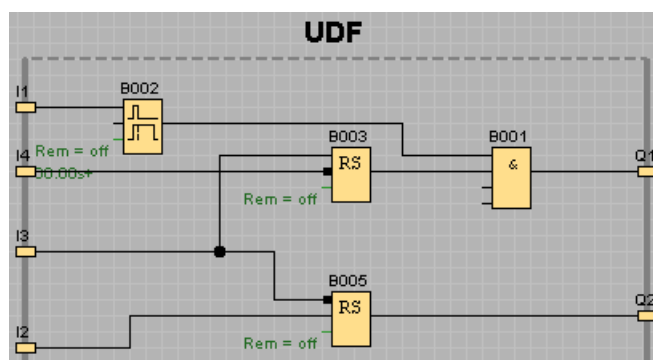 UDF
I1
B002
Rem = off
00.00s+
I4
B003
RS
Rem = off
B001
&
Q1
I3
B005
RS
Rem = off
Q2
I2